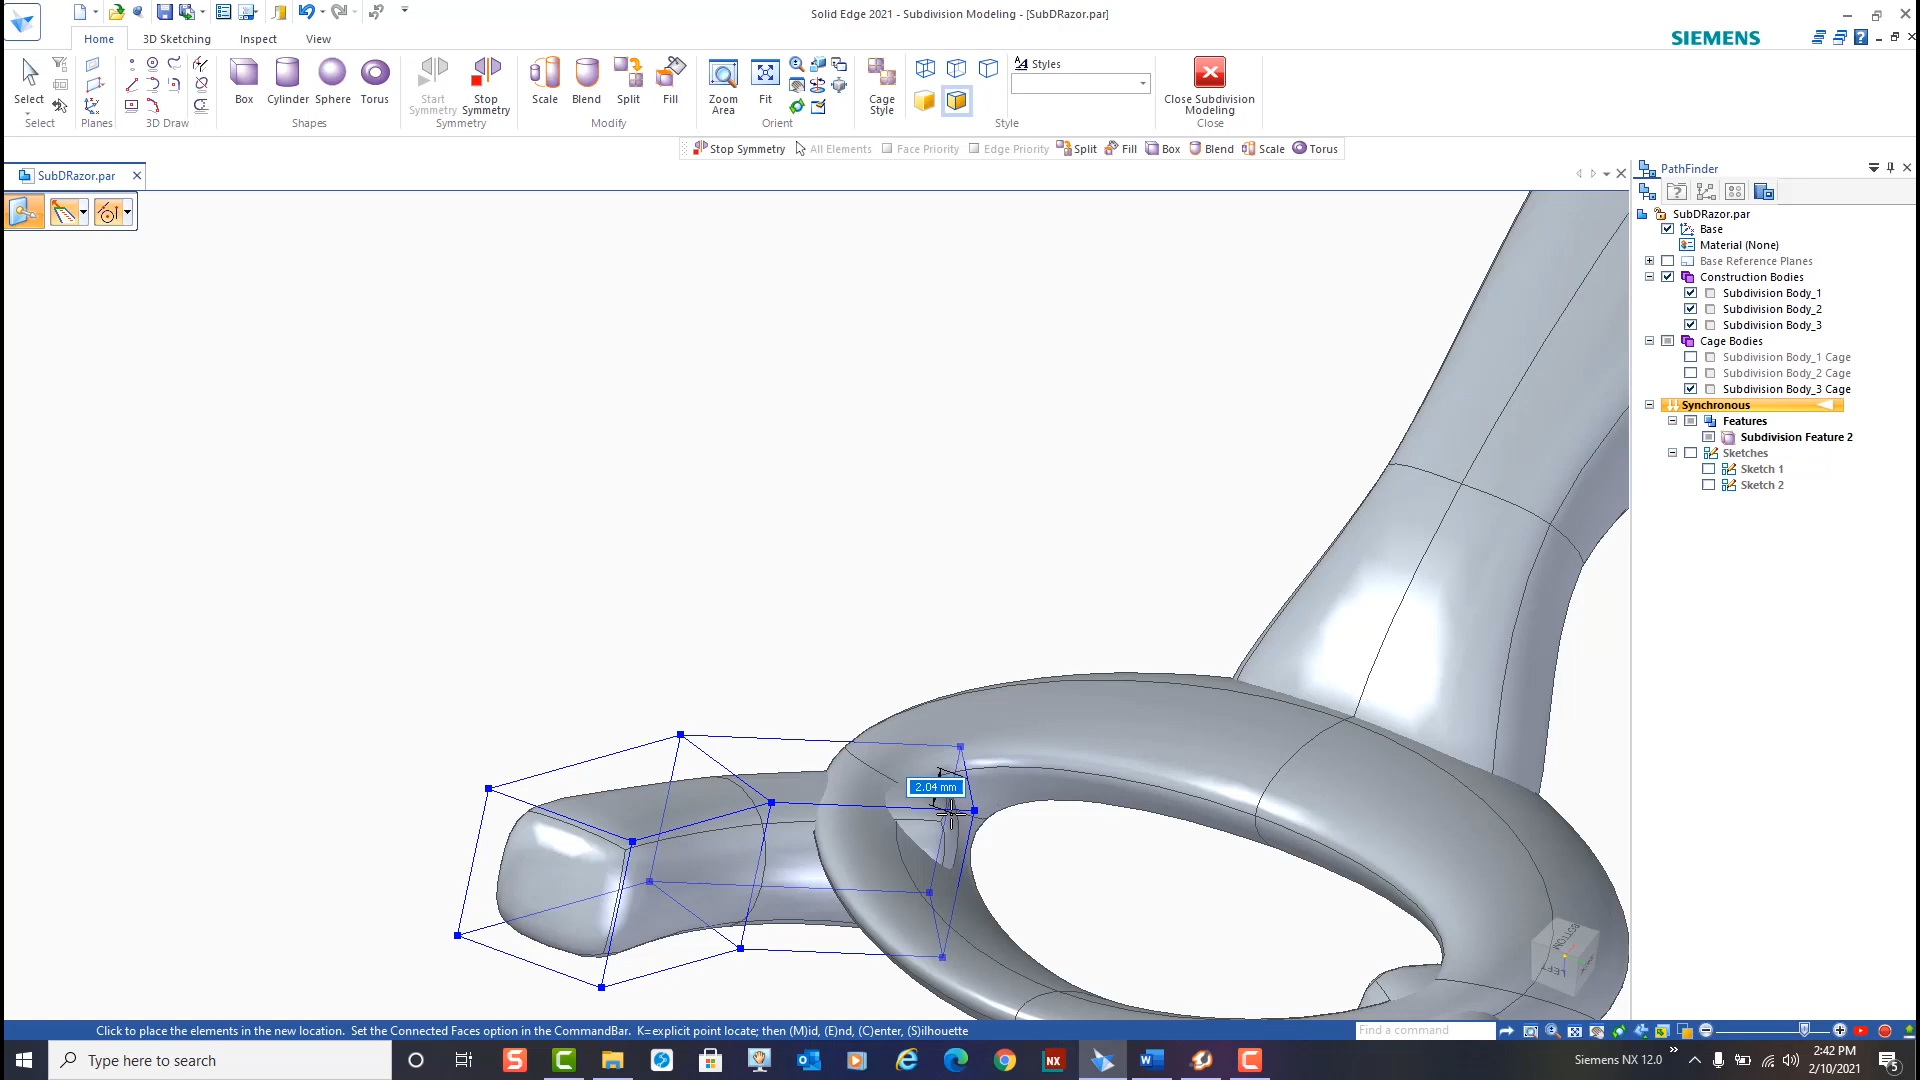 Solid Edge 2021 - Subdivision Modeling - [SubDRazor.par]
Home 3D Sketching Inspect View
SIEMENS
Select
Box Cylinder Sphere Torus
Start Symmetry
Stop Symmetry
Scale Blend Split Fill
Zoom Area
Fit
Cage Style
Styles
Close Subdivision Modeling
Select Planes 3D Draw Shapes Symmetry Modify Orient Style Close
Stop Symmetry All Elements Face Priority Edge Priority Split Fill Box Blend Scale Torus
SubDRazor.par
PathFinder
SubDRazor.par
Base
Material (None)
Base Reference Planes
Construction Bodies
Subdivision Body_1
Subdivision Body_2
Subdivision Body_3
Cage Bodies
Subdivision Body_1 Cage
Subdivision Body_2 Cage
Subdivision Body_3 Cage
Synchronous
Features
Subdivision Feature 2
Sketches
Sketch 1
Sketch 2
2.04 mm
BOTTOM
LEFT
Click to place the elements in the new location. Set the Connected Faces option in the CommandBar. K=explicit point locate; then (M)id, (E)nd, (C)enter, (S)ilhouette
Find a command
Type here to search
NX
Siemens NX 12.0
2:42 PM
2/10/2021
5